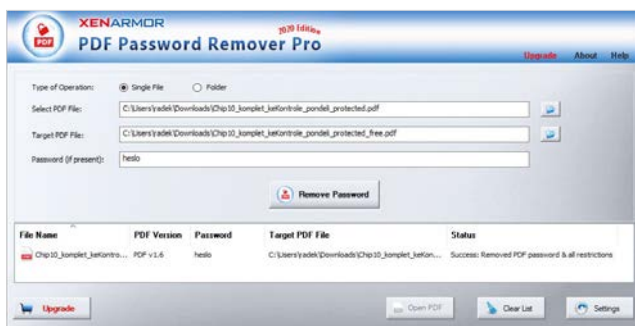 XENARMOR
2020 Edition
PDF Password Remover Pro
PDF
Upgrade About Help
Type of Operation: Single File Folder
Select PDF File: C:\Users\radek\Downloads\Chip10_komplet_keKontrole_pondeli_protected.pdf
Target PDF File: C:\Users\radek\Downloads\Chip10_komplet_keKontrole_pondeli_protected_free.pdf
Password (if present): heslo
Remove Password
File Name PDF Version Password Target PDF File Status
Chip10_komplet_keKontro... PDF v1.6 heslo C:\Users\radek\Downloads\Chip10_komplet_keKon... Success: Removed PDF password & all restrictions
Upgrade Open PDF Clear List Settings